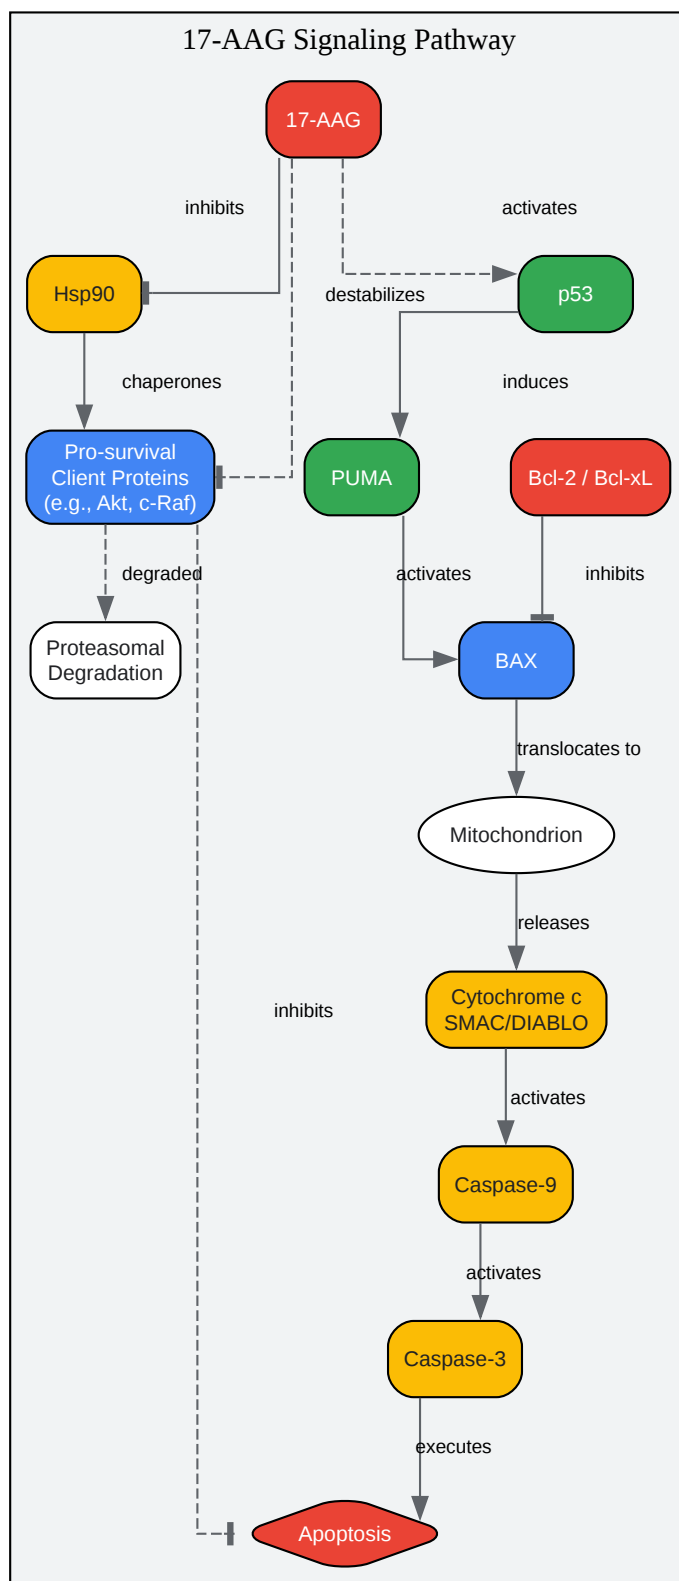 17-AAG Signaling Pathway
17-AAG
inhibits
activates
Hsp90
destabilizes
p53
chaperones
induces
Pro-survival
Client Proteins
(e.g., Akt, c-Raf)
PUMA
Bcl-2 / Bcl-xL
degraded
activates
inhibits
Proteasomal
Degradation
BAX
translocates to
Mitochondrion
releases
Cytochrome c
SMAC/DIABLO
inhibits
activates
Caspase-9
activates
Caspase-3
executes
Apoptosis